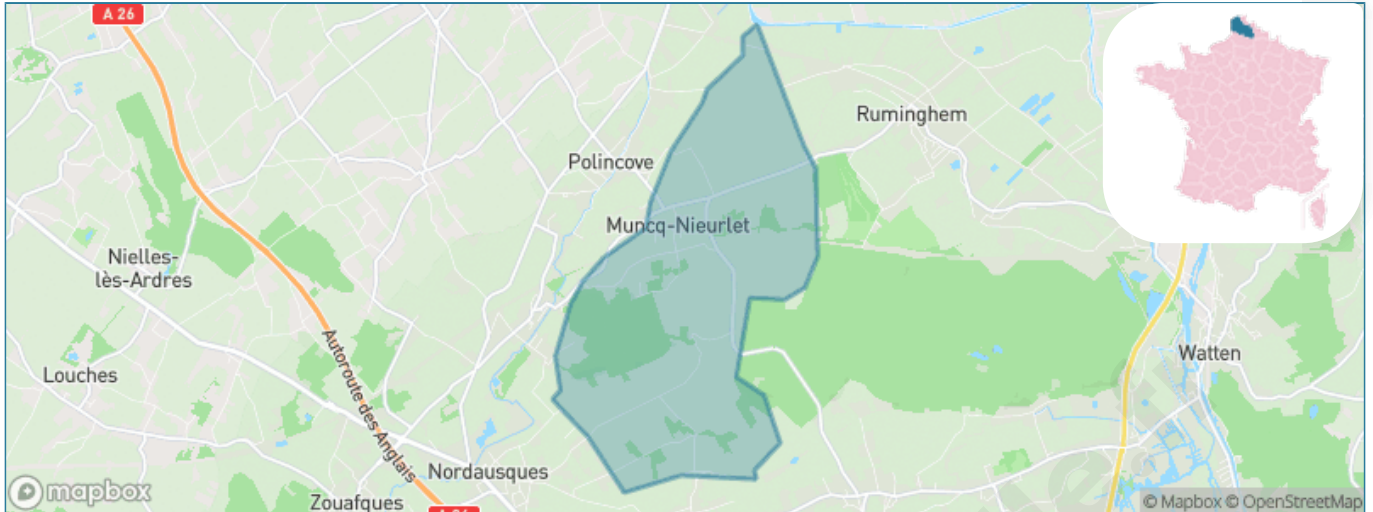 A 26
Ruminghem
Polincove
Muncq-Nieurlet
Nielles-
lès-Ardres
Autoroute des Anglais
Watten
Louches
Nordausques
Zouafques
A 26
mapbox
© Mapbox © OpenStreetMap